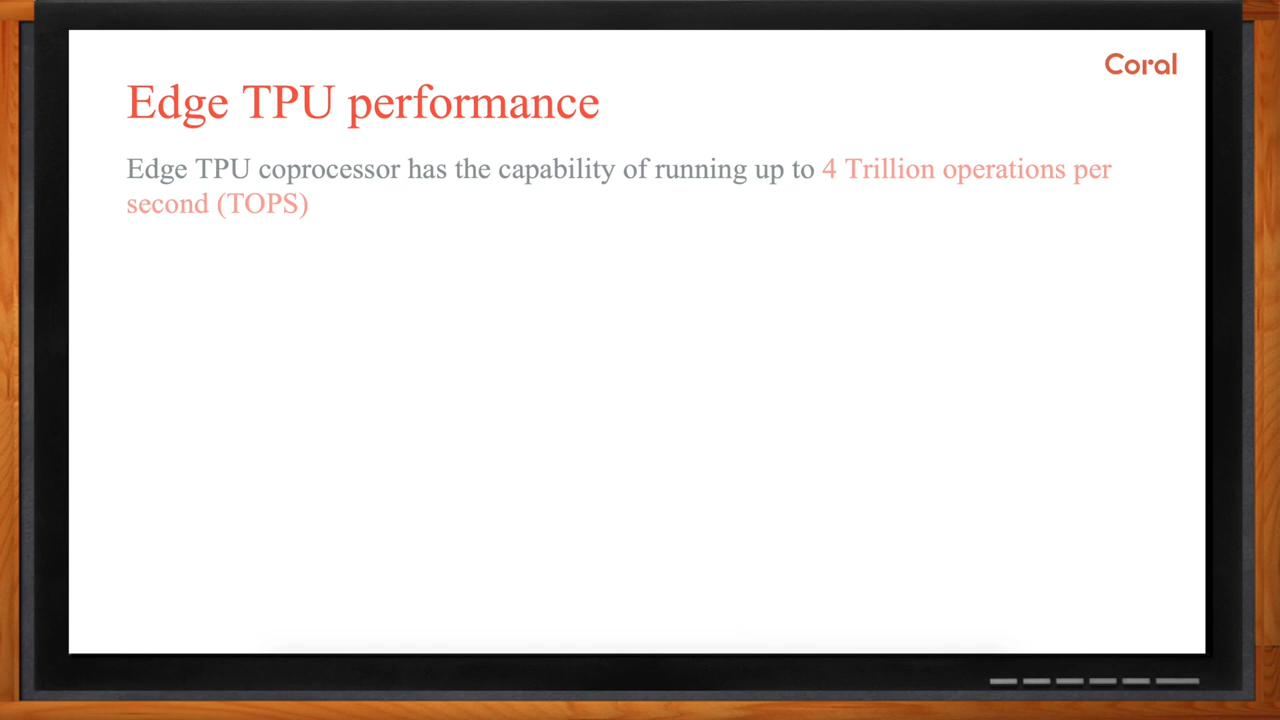 Coral
Edge TPU performance
Edge TPU coprocessor has the capability of running up to 4 Trillion operations per
second (TOPS)